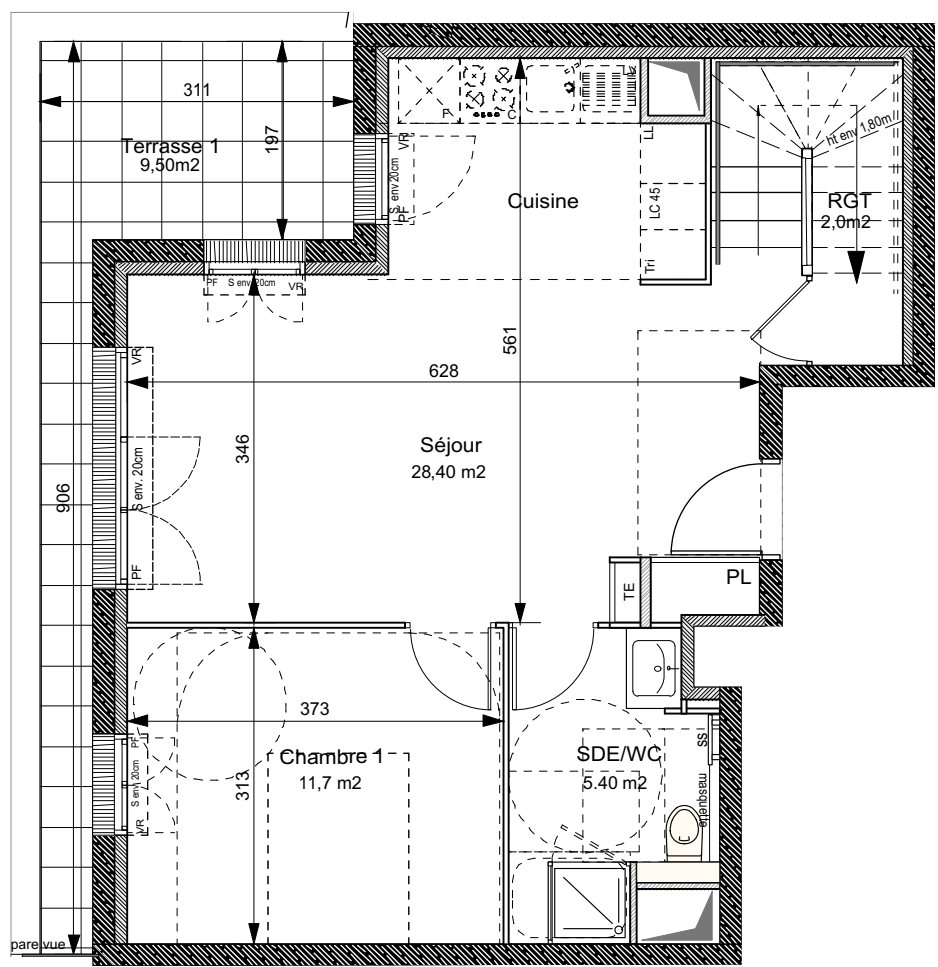 311
197
Terrasse 1
9,50m2
VR
S env 20cm
PF
F
C
LV
LL
LC 45
Tri
Cuisine
ht env 1,80m
RGT
2,0m2
PF
S env. 20cm
VR
561
628
346
906
VR
S env. 20cm
PF
Séjour
28,40 m2
TE
PL
373
313
Chambre 1
11,7 m2
PF
S env. 20cm
VR
SDE/WC
5.40 m2
SS
masquette
pare vue